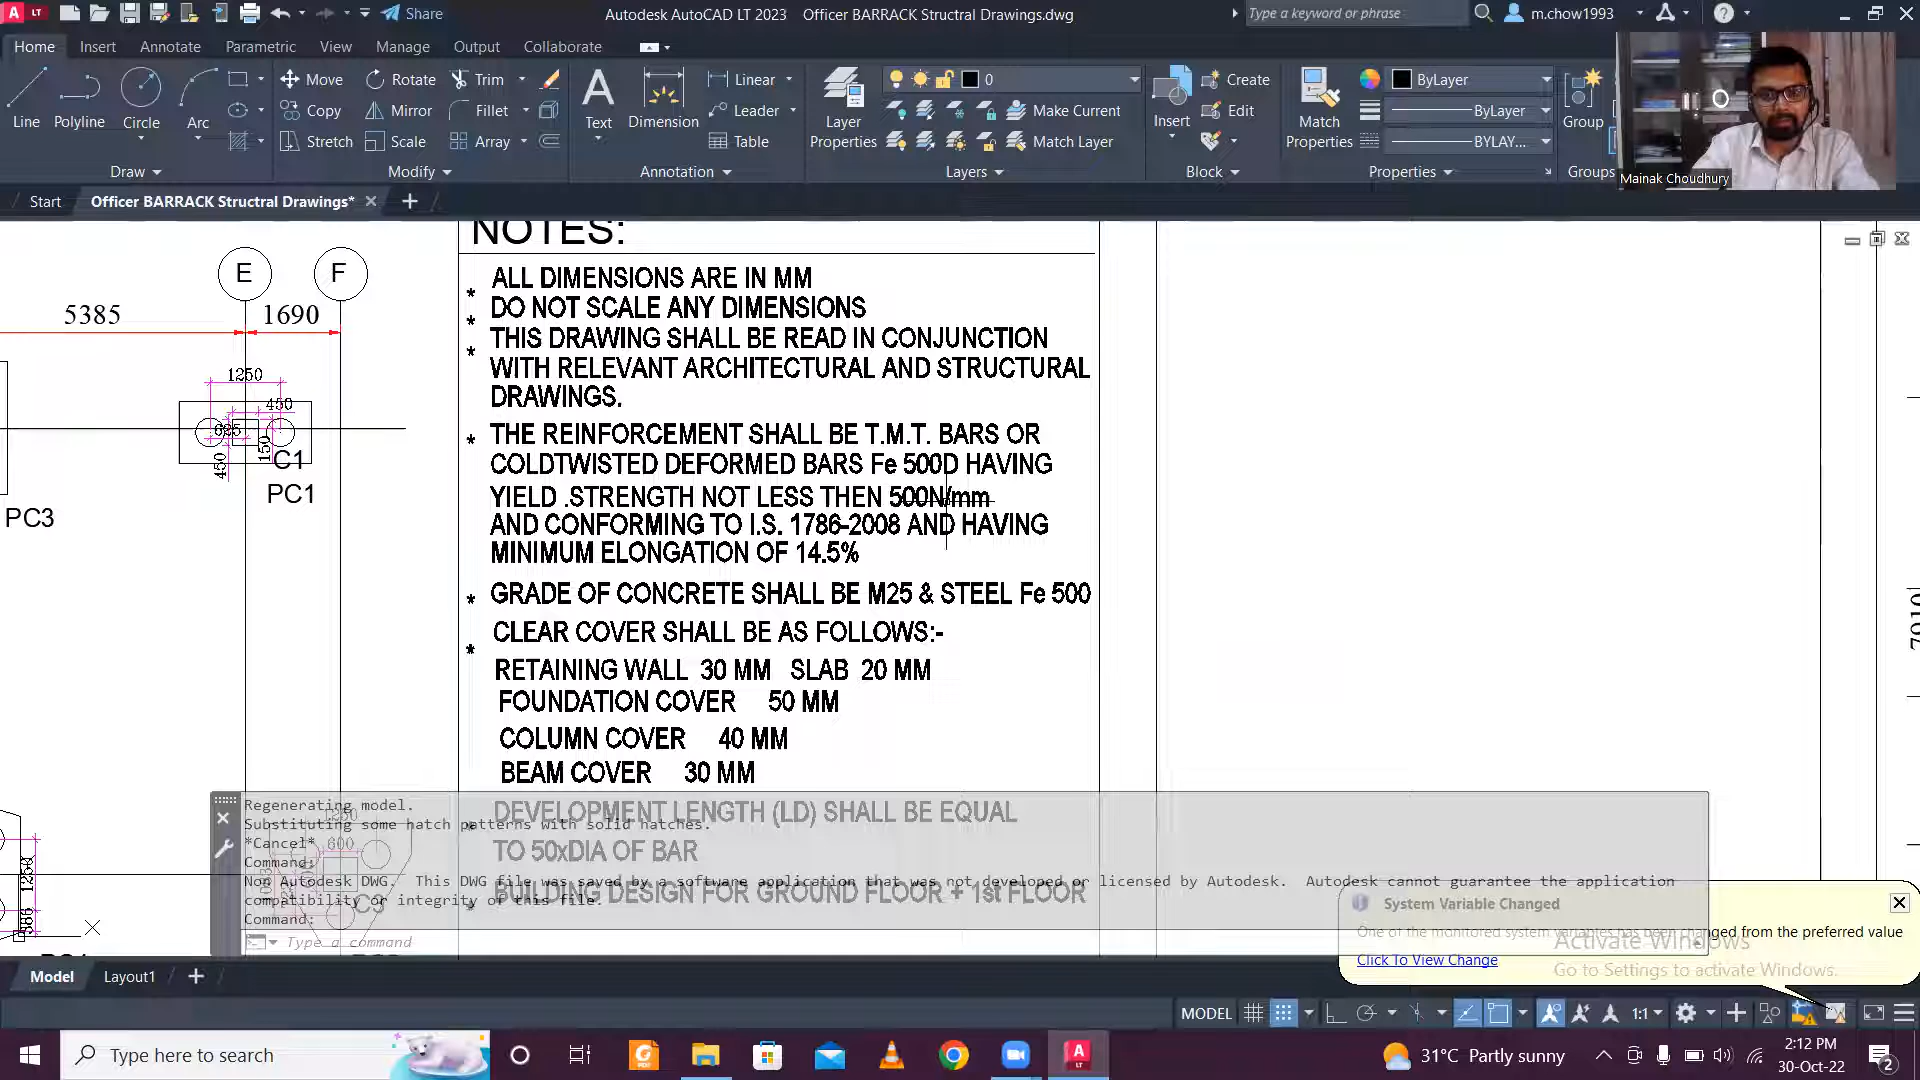 LT
Share
Autodesk AutoCAD LT 2023 Officer BARRACK Structral Drawings.dwg
Type a keyword or phrase
m.chow1993
Home Insert Annotate Parametric View Manage Output Collaborate
Line Polyline Circle Arc
Move Rotate Trim
Copy Mirror Fillet
Stretch Scale Array
Text Dimension
Linear
Leader
Table
Layer Properties
0
Make Current
Match Layer
Insert
Create
Edit
Match Properties
ByLayer
ByLayer
BYLAY...
Group
Draw Modify Annotation Layers Block Properties Groups
Mainak Choudhury
Start Officer BARRACK Structral Drawings*
NOTES:
E F
5385 1690
1250
450
625
150
450
C1
PC1
PC3
* ALL DIMENSIONS ARE IN MM
* DO NOT SCALE ANY DIMENSIONS
* THIS DRAWING SHALL BE READ IN CONJUNCTION
WITH RELEVANT ARCHITECTURAL AND STRUCTURAL
DRAWINGS.
* THE REINFORCEMENT SHALL BE T.M.T. BARS OR
COLDTWISTED DEFORMED BARS Fe 500D HAVING
YIELD .STRENGTH NOT LESS THEN 500N/mm
AND CONFORMING TO I.S. 1786-2008 AND HAVING
MINIMUM ELONGATION OF 14.5%
* GRADE OF CONCRETE SHALL BE M25 & STEEL Fe 500
* CLEAR COVER SHALL BE AS FOLLOWS:-
RETAINING WALL 30 MM SLAB 20 MM
FOUNDATION COVER 50 MM
COLUMN COVER 40 MM
BEAM COVER 30 MM
* DEVELOPMENT LENGTH (LD) SHALL BE EQUAL
TO 50xDIA OF BAR
* BUILDING DESIGN FOR GROUND FLOOR + 1st FLOOR
7910
1250
386
1250
600
C3
Regenerating model.
Substituting some hatch patterns with solid hatches.
*Cancel*
Command:
Non Autodesk DWG. This DWG file was saved by a software application that was not developed or licensed by Autodesk. Autodesk cannot guarantee the application
compatibility or integrity of this file.
Command:
Type a command
System Variable Changed
One of the monitored system variables has been changed from the preferred value
Click To View Change
Activate Windows
Go to Settings to activate Windows.
Model Layout1
MODEL 1:1
Type here to search
31°C Partly sunny
2:12 PM
30-Oct-22
2